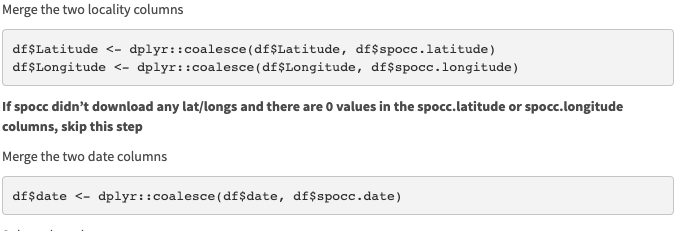 Merge the two locality columns
df$Latitude <- dplyr::coalesce(df$Latitude, df$spocc.latitude)
df$Longitude <- dplyr::coalesce(df$Longitude, df$spocc.longitude)
If spocc didn’t download any lat/longs and there are 0 values in the spocc.latitude or spocc.longitude
columns, skip this step
Merge the two date columns
df$date <- dplyr::coalesce(df$date, df$spocc.date)